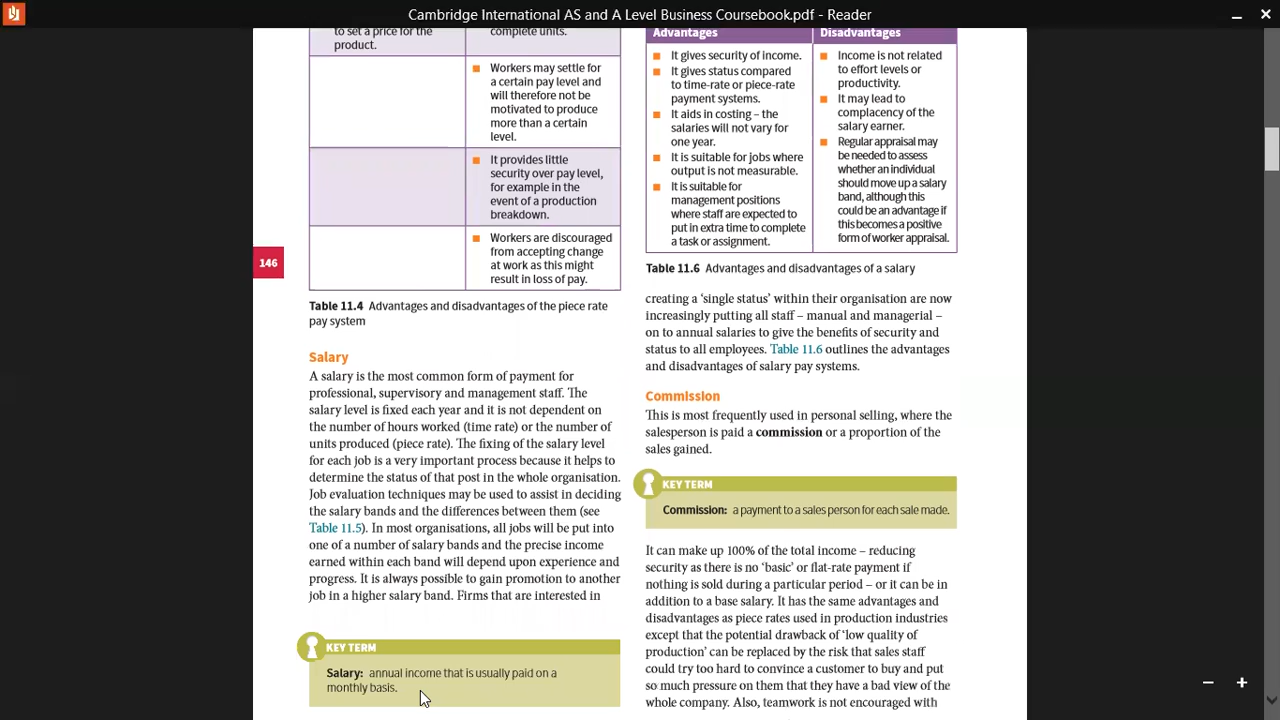 Cambridge International AS and A Level Business Coursebook.pdf - Reader
to set a price for the
product.
complete units.
Workers may settle for
a certain pay level and
will therefore not be
motivated to produce
more than a certain
level.
It provides little
security over pay level,
for example in the
event of a production
breakdown.
Workers are discouraged
from accepting change
at work as this might
result in loss of pay.
146
Table 11.4 Advantages and disadvantages of the piece rate
pay system
Salary
A salary is the most common form of payment for
professional, supervisory and management staff. The
salary level is fixed each year and it is not dependent on
the number of hours worked (time rate) or the number of
units produced (piece rate). The fixing of the salary level
for each job is a very important process because it helps to
determine the status of that post in the whole organisation.
Job evaluation techniques may be used to assist in deciding
the salary bands and the differences between them (see
Table 11.5). In most organisations, all jobs will be put into
one of a number of salary bands and the precise income
earned within each band will depend upon experience and
progress. It is always possible to gain promotion to another
job in a higher salary band. Firms that are interested in
KEY TERM
Salary: annual income that is usually paid on a
monthly basis.
Advantages
Disadvantages
It gives security of income.
It gives status compared
to time-rate or piece-rate
payment systems.
It aids in costing – the
salaries will not vary for
one year.
It is suitable for jobs where
output is not measurable.
It is suitable for
management positions
where staff are expected to
put in extra time to complete
a task or assignment.
Income is not related
to effort levels or
productivity.
It may lead to
complacency of the
salary earner.
Regular appraisal may
be needed to assess
whether an individual
should move up a salary
band, although this
could be an advantage if
this becomes a positive
form of worker appraisal.
Table 11.6 Advantages and disadvantages of a salary
creating a ‘single status’ within their organisation are now
increasingly putting all staff – manual and managerial –
on to annual salaries to give the benefits of security and
status to all employees. Table 11.6 outlines the advantages
and disadvantages of salary pay systems.
Commission
This is most frequently used in personal selling, where the
salesperson is paid a commission or a proportion of the
sales gained.
KEY TERM
Commission: a payment to a sales person for each sale made.
It can make up 100% of the total income – reducing
security as there is no ‘basic’ or flat-rate payment if
nothing is sold during a particular period – or it can be in
addition to a base salary. It has the same advantages and
disadvantages as piece rates used in production industries
except that the potential drawback of ‘low quality of
production’ can be replaced by the risk that sales staff
could try too hard to convince a customer to buy and put
so much pressure on them that they have a bad view of the
whole company. Also, teamwork is not encouraged with